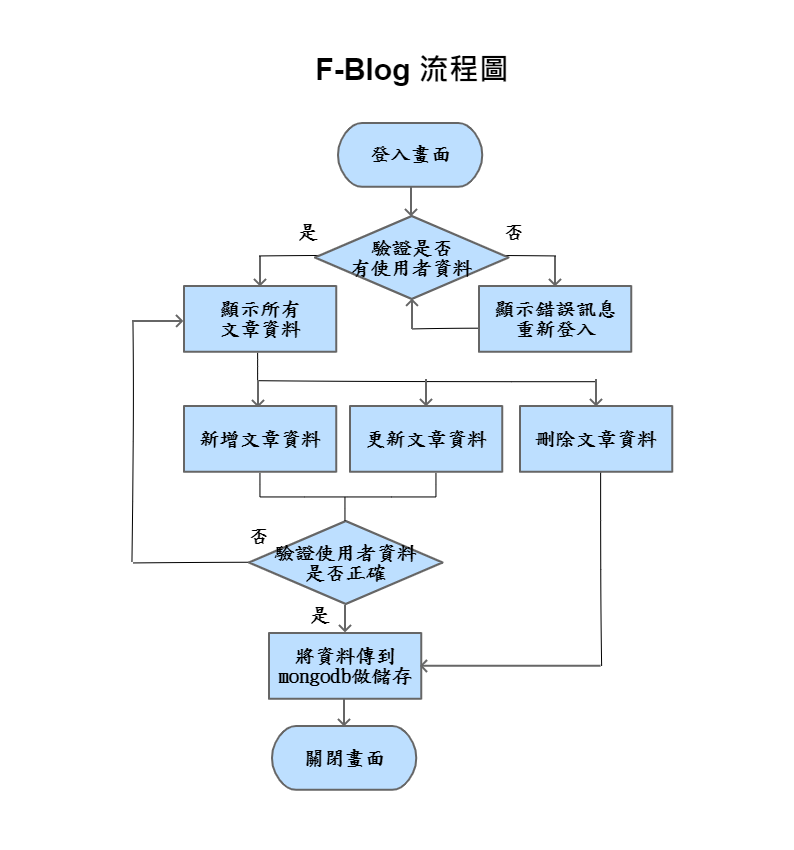 F-Blog 流程圖
登入畫面
是
否
驗證是否
有使用者資料
顯示所有
文章資料
顯示錯誤訊息
重新登入
新增文章資料
更新文章資料
刪除文章資料
否
驗證使用者資料
是否正確
是
將資料傳到
mongodb做儲存
關閉畫面